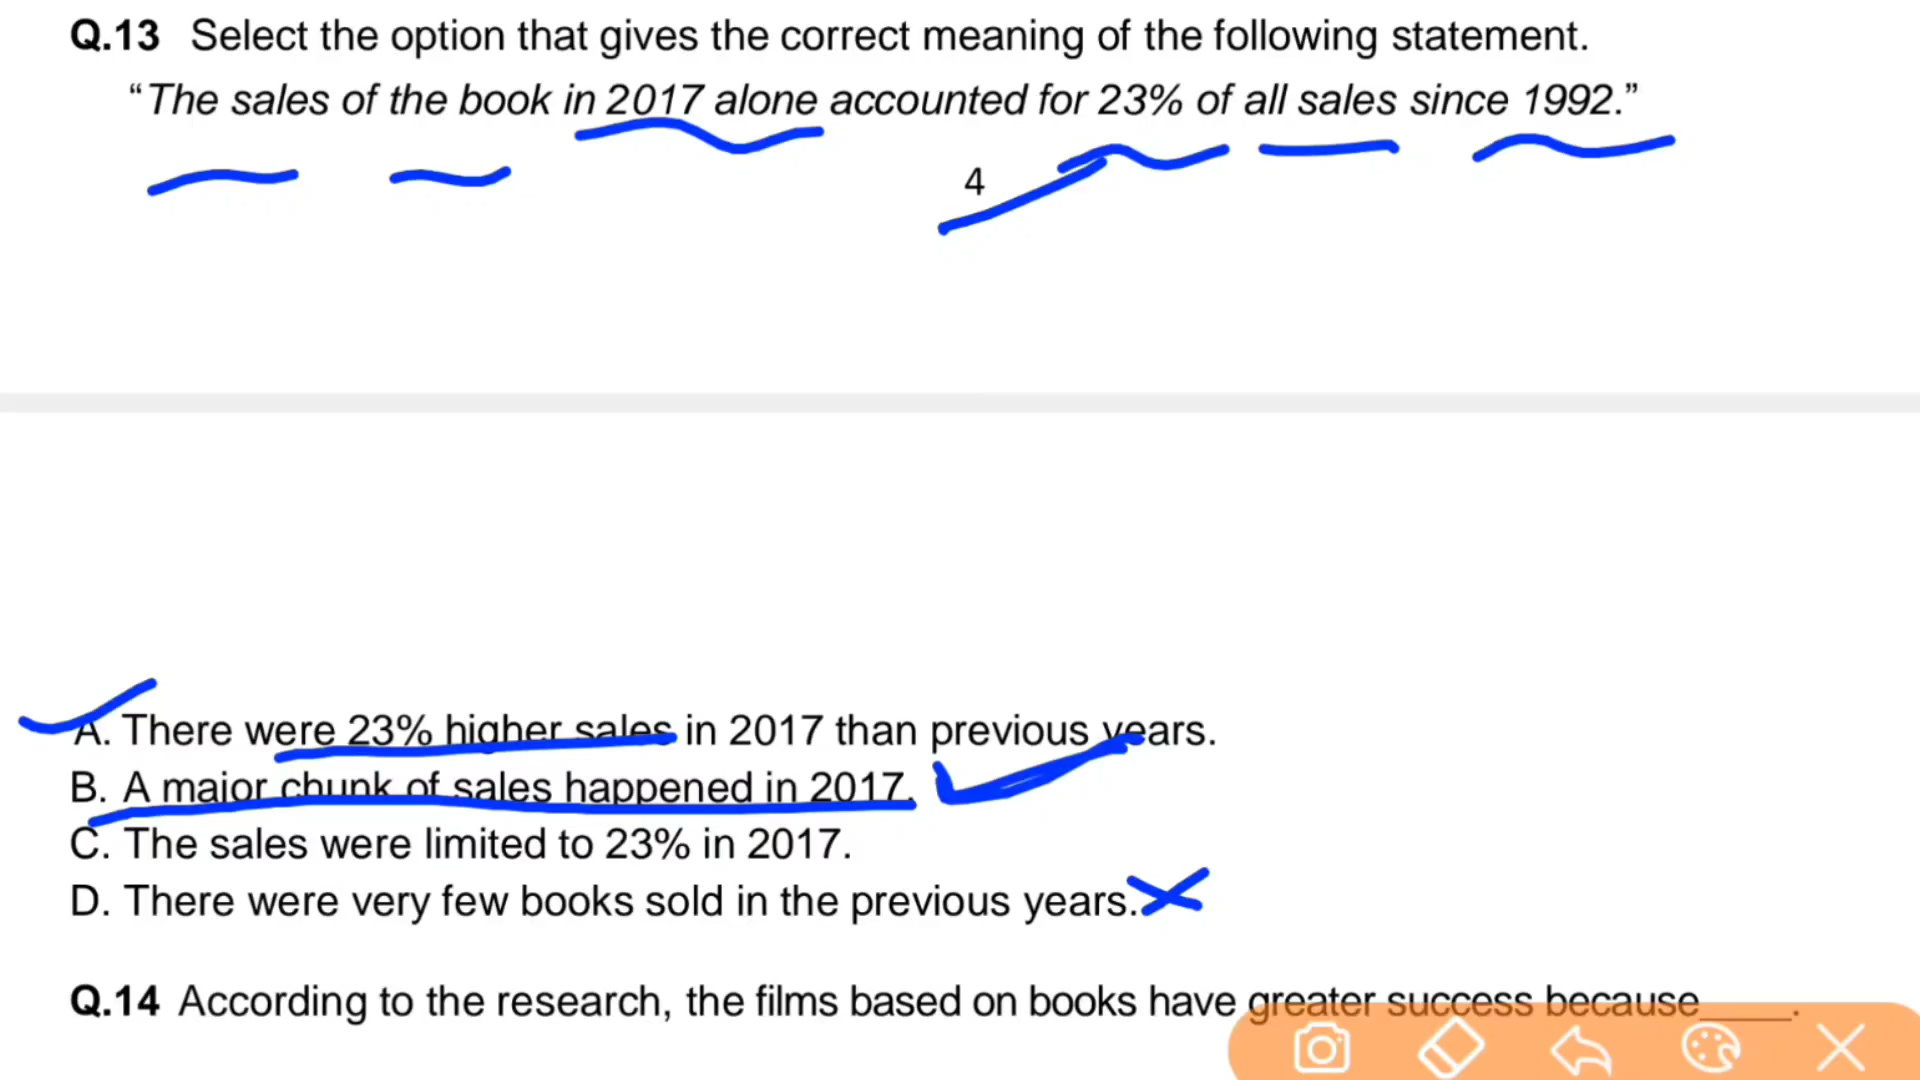 Q.13 Select the option that gives the correct meaning of the following statement.
“The sales of the book in 2017 alone accounted for 23% of all sales since 1992.”
4
A. There were 23% higher sales in 2017 than previous years.
B. A major chunk of sales happened in 2017.
C. The sales were limited to 23% in 2017.
D. There were very few books sold in the previous years.
Q.14 According to the research, the films based on books have greater success because_____.